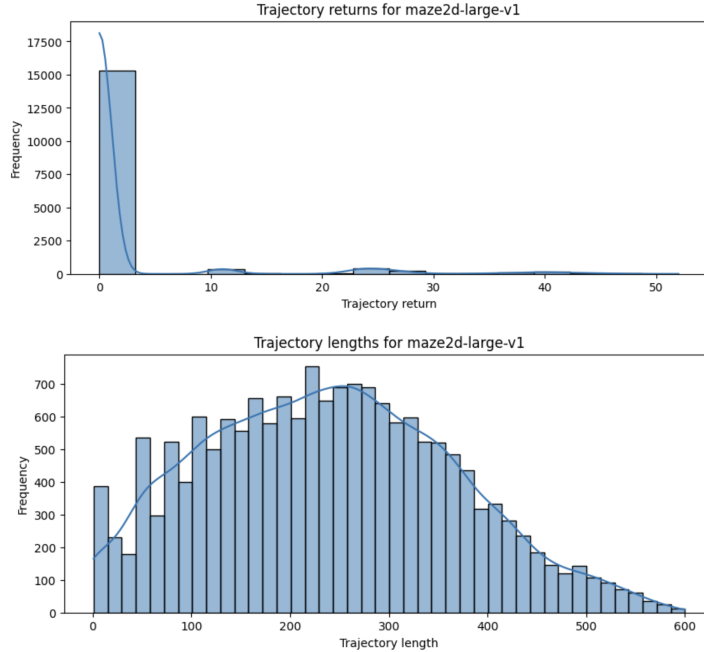 Trajectory returns for maze2d-large-v1
17500
15000
12500
10000
7500
5000
2500
0
Frequency
0 10 20 30 40 50
Trajectory return
Trajectory lengths for maze2d-large-v1
700
600
500
400
300
200
100
0
Frequency
0 100 200 300 400 500 600
Trajectory length